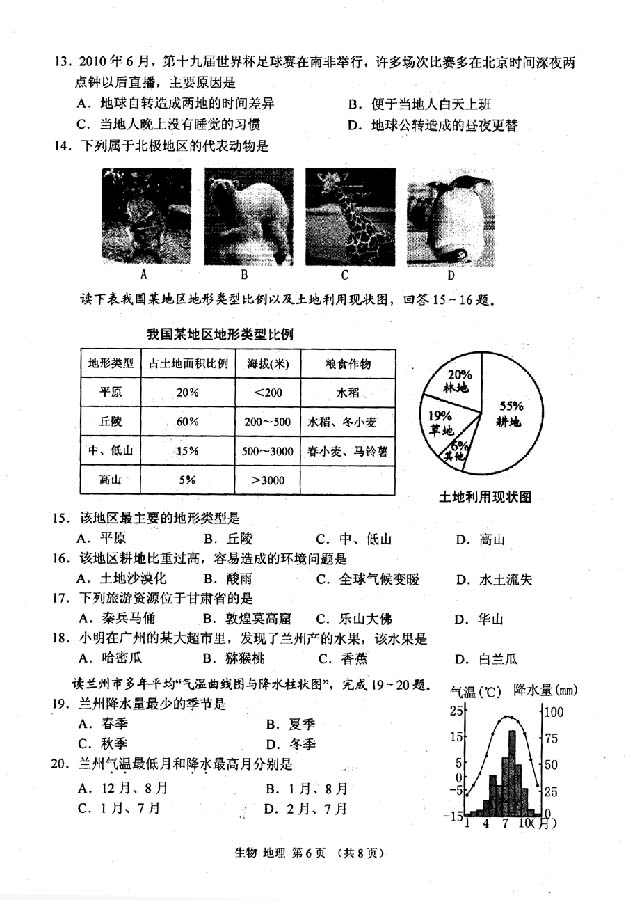 13．2010 年 6 月，第十九届世界杯足球赛在南非举行，许多场次比赛多在北京时间深夜两
点钟以后直播，主要原因是
A．地球自转造成两地的时间差异 B．便于当地人白天上班
C．当地人晚上没有睡觉的习惯 D．地球公转造成的昼夜更替
14．下列属于北极地区的代表动物是
A B C D
读下表我国某地区地形类型比例以及土地利用现状图，回答 15～16 题。
我国某地区地形类型比例
地形类型 占土地面积比例 海拔(米) 粮食作物
平原 20% <200 水稻
丘陵 60% 200～500 水稻、冬小麦
中、低山 15% 500～3000 春小麦、马铃薯
高山 5% >3000
20%
林地
55%
耕地
19%
草地
6%
其他
土地利用现状图
15．该地区最主要的地形类型是
A．平原 B．丘陵 C．中、低山 D．高山
16．该地区耕地比重过高，容易造成的环境问题是
A．土地沙漠化 B．酸雨 C．全球气候变暖 D．水土流失
17．下列旅游资源位于甘肃省的是
A．秦兵马俑 B．敦煌莫高窟 C．乐山大佛 D．华山
18．小明在广州的某大超市里，发现了兰州产的水果，该水果是
A．哈密瓜 B．猕猴桃 C．香蕉 D．白兰瓜
读兰州市多年平均“气温曲线图与降水柱状图”，完成 19～20 题。
19．兰州降水量最少的季节是
A．春季 B．夏季
C．秋季 D．冬季
20．兰州气温最低月和降水最高月分别是
A．12 月、8 月 B．1 月、8 月
C．1 月、7 月 D．2 月、7 月
气温(℃) 降水量(mm)
25 100
15 75
5 50
0
-5 25
-15 0
1 4 7 10(月)
生物 地理 第 6 页 （共 8 页）